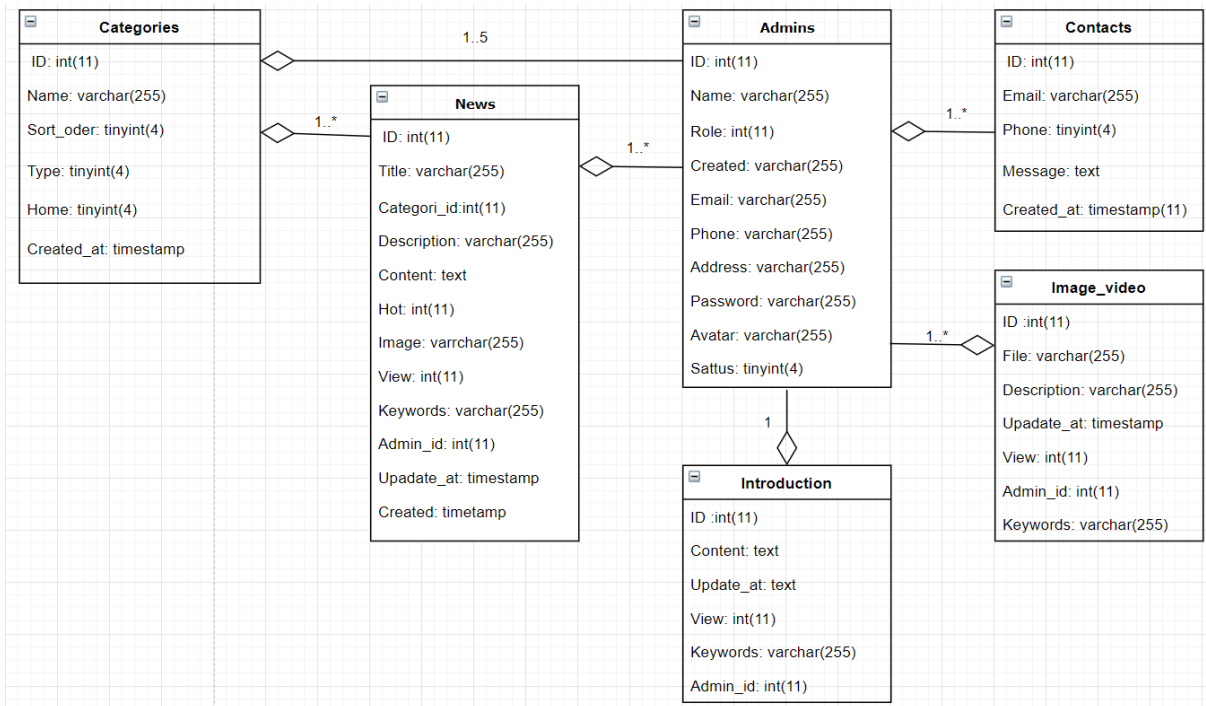 Categories
ID: int(11)
Name: varchar(255)
Sort_oder: tinyint(4)
Type: tinyint(4)
Home: tinyint(4)
Created_at: timestamp
1..5
1..*
News
ID: int(11)
Title: varchar(255)
Categori_id:int(11)
Description: varchar(255)
Content: text
Hot: int(11)
Image: varrchar(255)
View: int(11)
Keywords: varchar(255)
Admin_id: int(11)
Upadate_at: timestamp
Created: timetamp
1..*
Admins
ID: int(11)
Name: varchar(255)
Role: int(11)
Created: varchar(255)
Email: varchar(255)
Phone: varchar(255)
Address: varchar(255)
Password: varchar(255)
Avatar: varchar(255)
Sattus: tinyint(4)
1..*
Contacts
ID: int(11)
Email: varchar(255)
Phone: tinyint(4)
Message: text
Created_at: timestamp(11)
1..*
Image_video
ID :int(11)
File: varchar(255)
Description: varchar(255)
Upadate_at: timestamp
View: int(11)
Admin_id: int(11)
Keywords: varchar(255)
1
Introduction
ID :int(11)
Content: text
Update_at: text
View: int(11)
Keywords: varchar(255)
Admin_id: int(11)